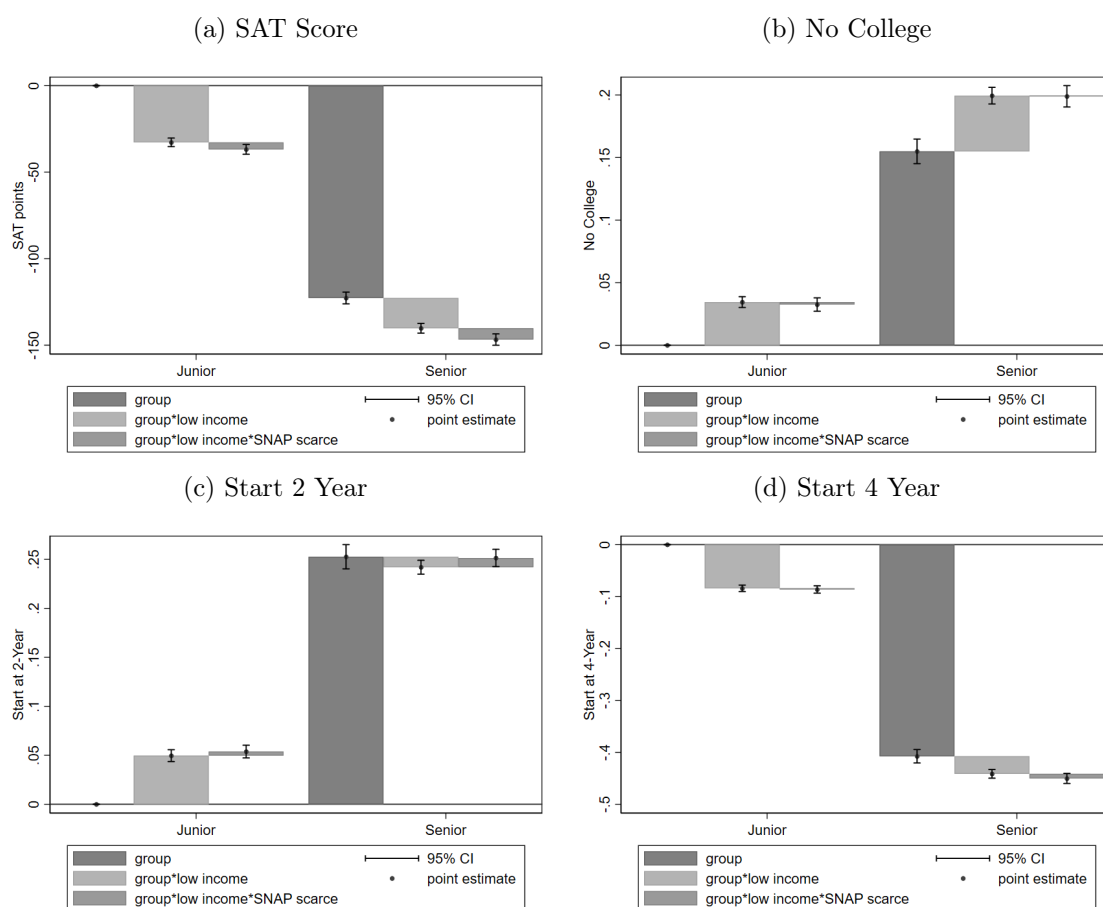 (a) SAT Score
(b) No College
SAT points
0
-50
-100
-150
Junior
Senior
group
group*low income
group*low income*SNAP scarce
95% CI
point estimate
No College
.2
.15
.1
.05
0
Junior
Senior
group
group*low income
group*low income*SNAP scarce
95% CI
point estimate
(c) Start 2 Year
(d) Start 4 Year
Start at 2-Year
.25
.2
.15
.1
.05
0
Junior
Senior
group
group*low income
group*low income*SNAP scarce
95% CI
point estimate
Start at 4-Year
0
-.1
-.2
-.3
-.4
-.5
Junior
Senior
group
group*low income
group*low income*SNAP scarce
95% CI
point estimate